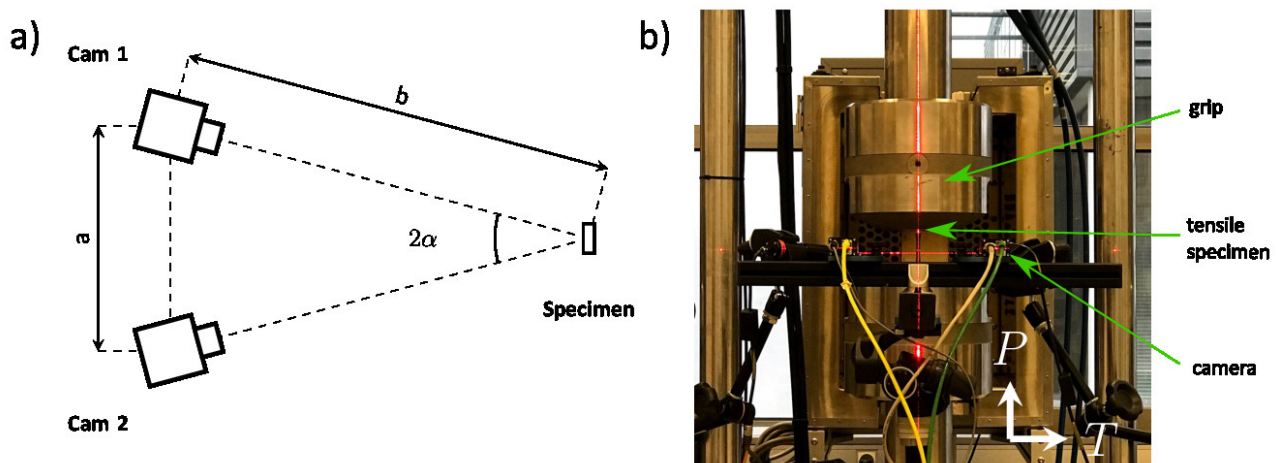 a)
Cam 1
b
a
2α
Specimen
Cam 2
b)
grip
tensile
specimen
camera
P
T